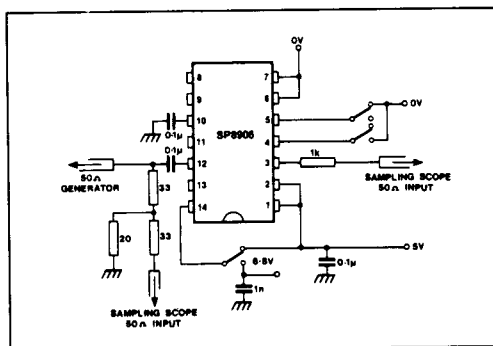 0V
8
7
9
6
SP8906
0·1μ
10
5
0V
11
4
0·1μ
12
3
1k
50Ω
GENERATOR
SAMPLING SCOPE
50Ω INPUT
33
13
2
14
1
20
33
6·8V
5V
0·1μ
1n
SAMPLING SCOPE
50Ω INPUT